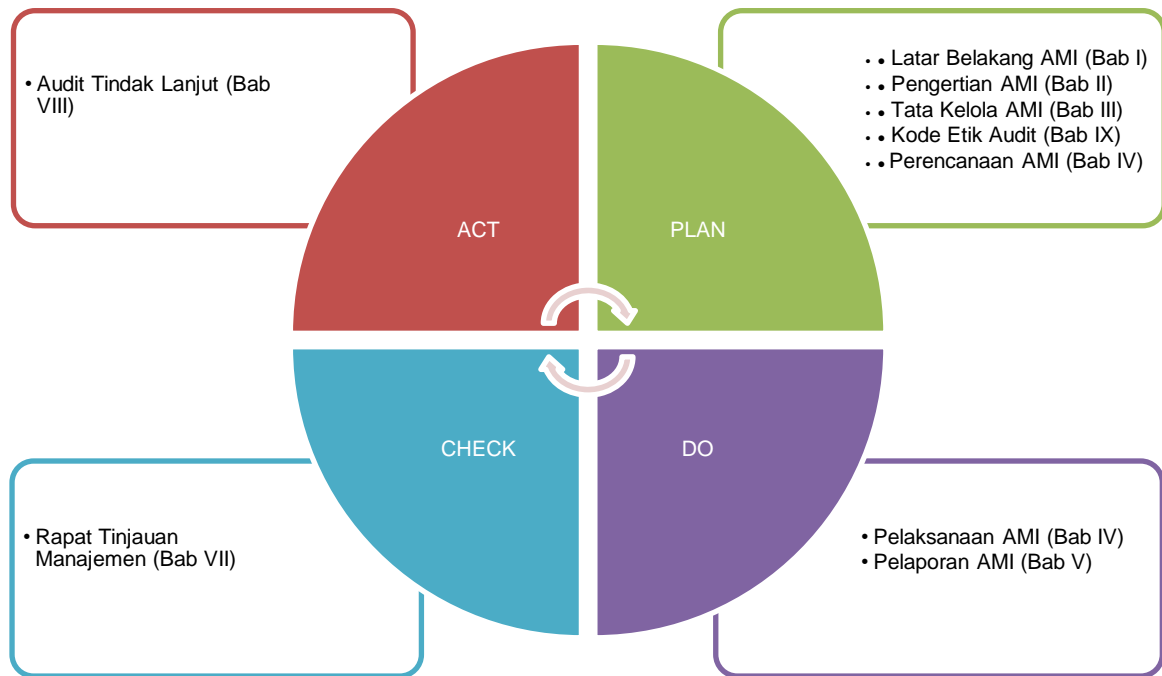 • Audit Tindak Lanjut (Bab
VIII)
• • Latar Belakang AMI (Bab I)
• • Pengertian AMI (Bab II)
• • Tata Kelola AMI (Bab III)
• • Kode Etik Audit (Bab IX)
• • Perencanaan AMI (Bab IV)
ACT
PLAN
CHECK
DO
• Rapat Tinjauan
Manajemen (Bab VII)
• Pelaksanaan AMI (Bab IV)
• Pelaporan AMI (Bab V)